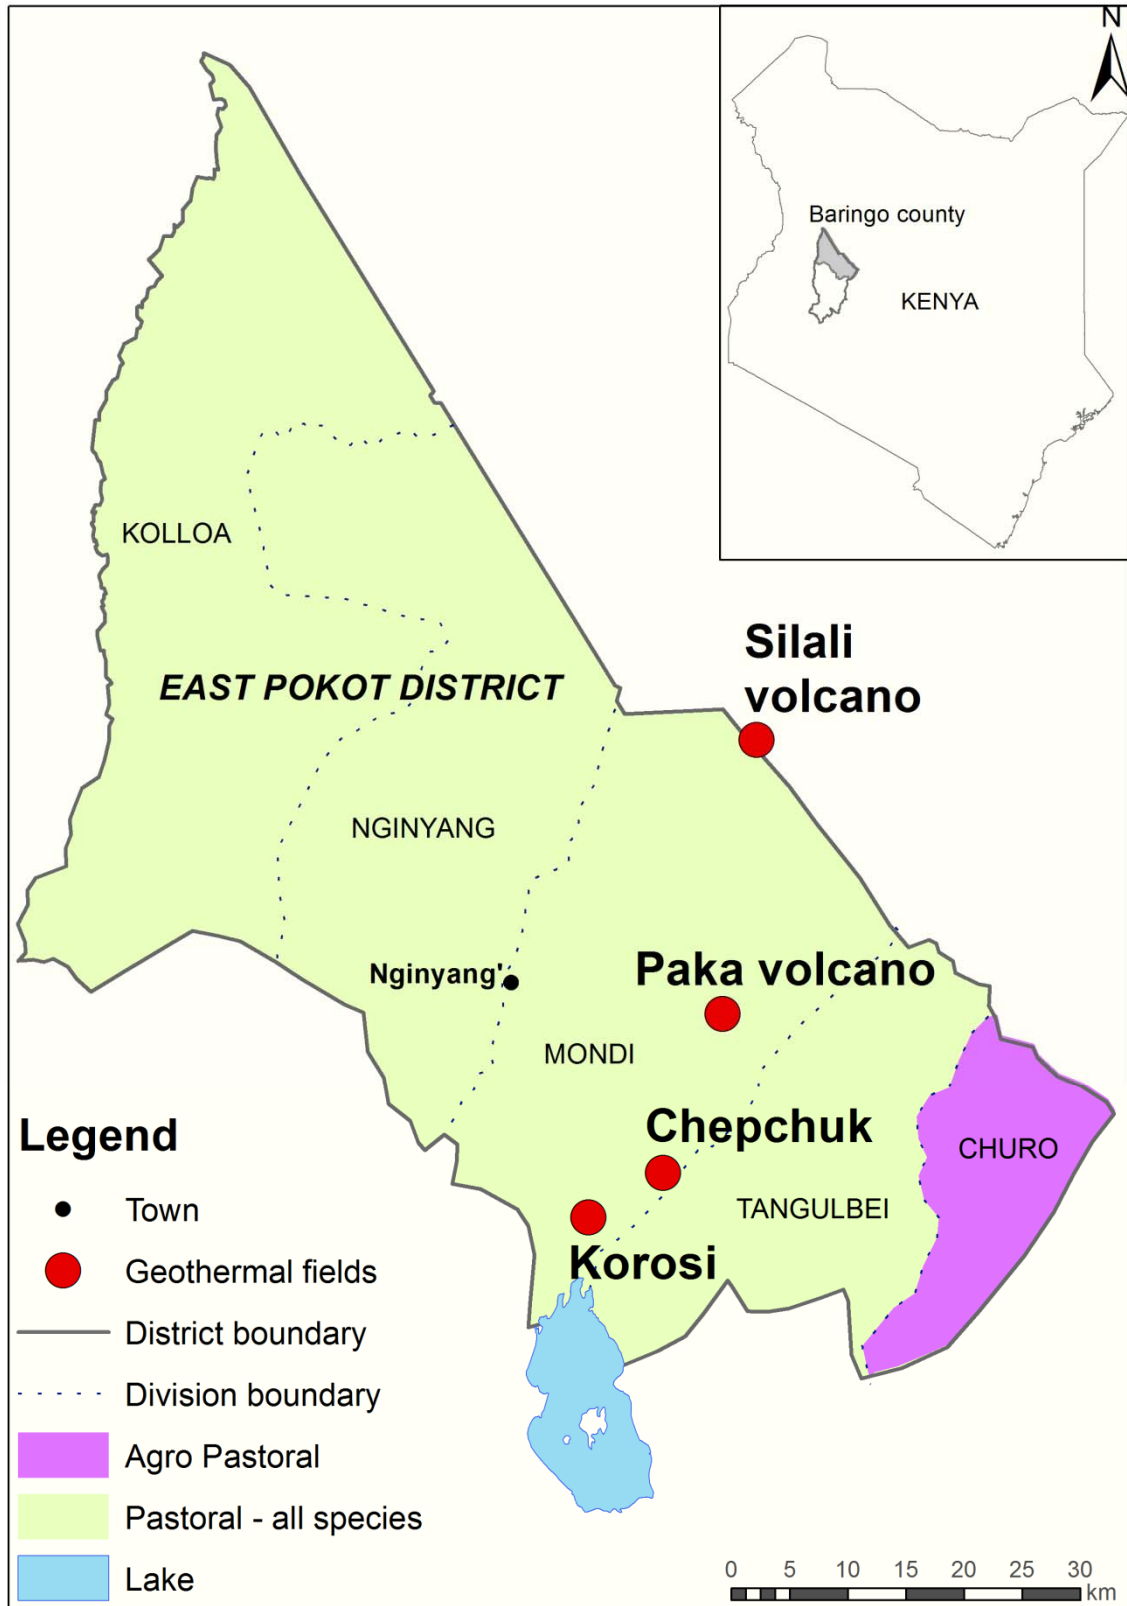 N
Baringo county
KENYA
KOLLOA
Silali
volcano
EAST POKOT DISTRICT
NGINYANG
Paka volcano
Nginyang'
MONDI
Chepchuk
CHURO
TANGULBEI
Korosi
Legend
Town
Geothermal fields
District boundary
Division boundary
Agro Pastoral
Pastoral - all species
Lake
0 5 10 15 20 25 30
km